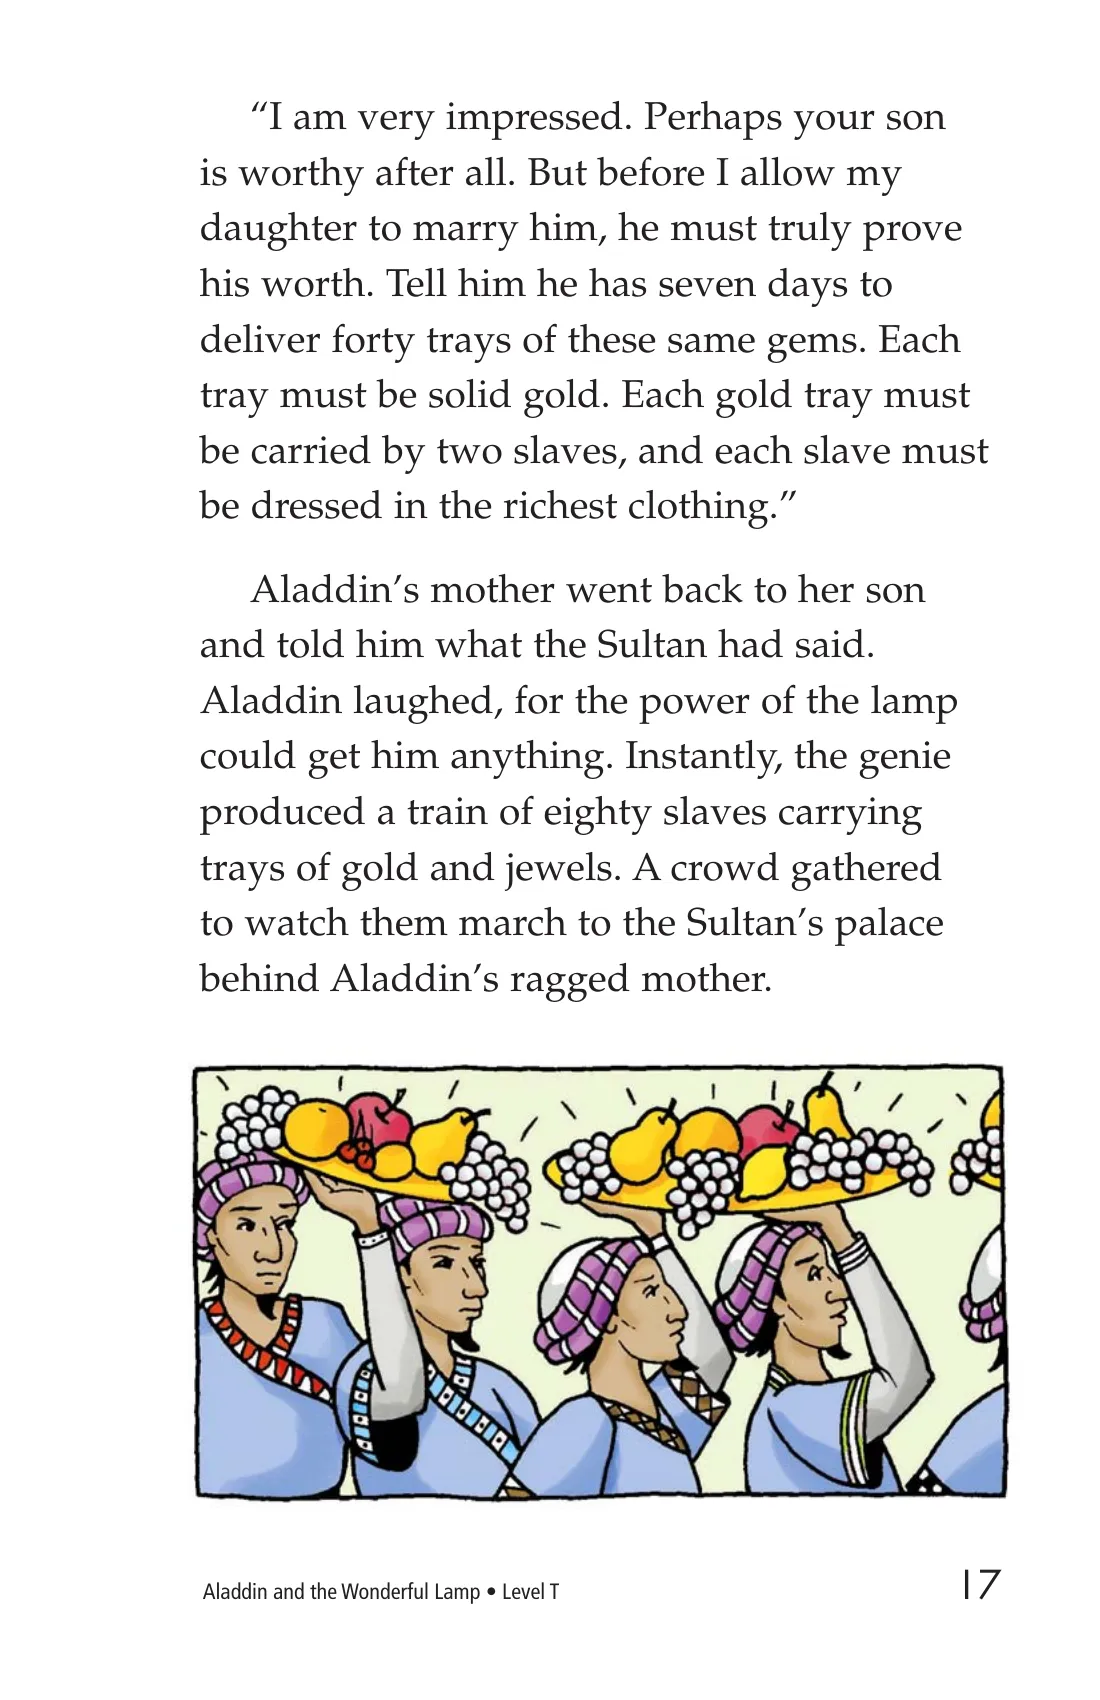 “I am very impressed. Perhaps your son
is worthy after all. But before I allow my
daughter to marry him, he must truly prove
his worth. Tell him he has seven days to
deliver forty trays of these same gems. Each
tray must be solid gold. Each gold tray must
be carried by two slaves, and each slave must
be dressed in the richest clothing.”
Aladdin’s mother went back to her son
and told him what the Sultan had said.
Aladdin laughed, for the power of the lamp
could get him anything. Instantly, the genie
produced a train of eighty slaves carrying
trays of gold and jewels. A crowd gathered
to watch them march to the Sultan’s palace
behind Aladdin’s ragged mother.
Aladdin and the Wonderful Lamp • Level T
17